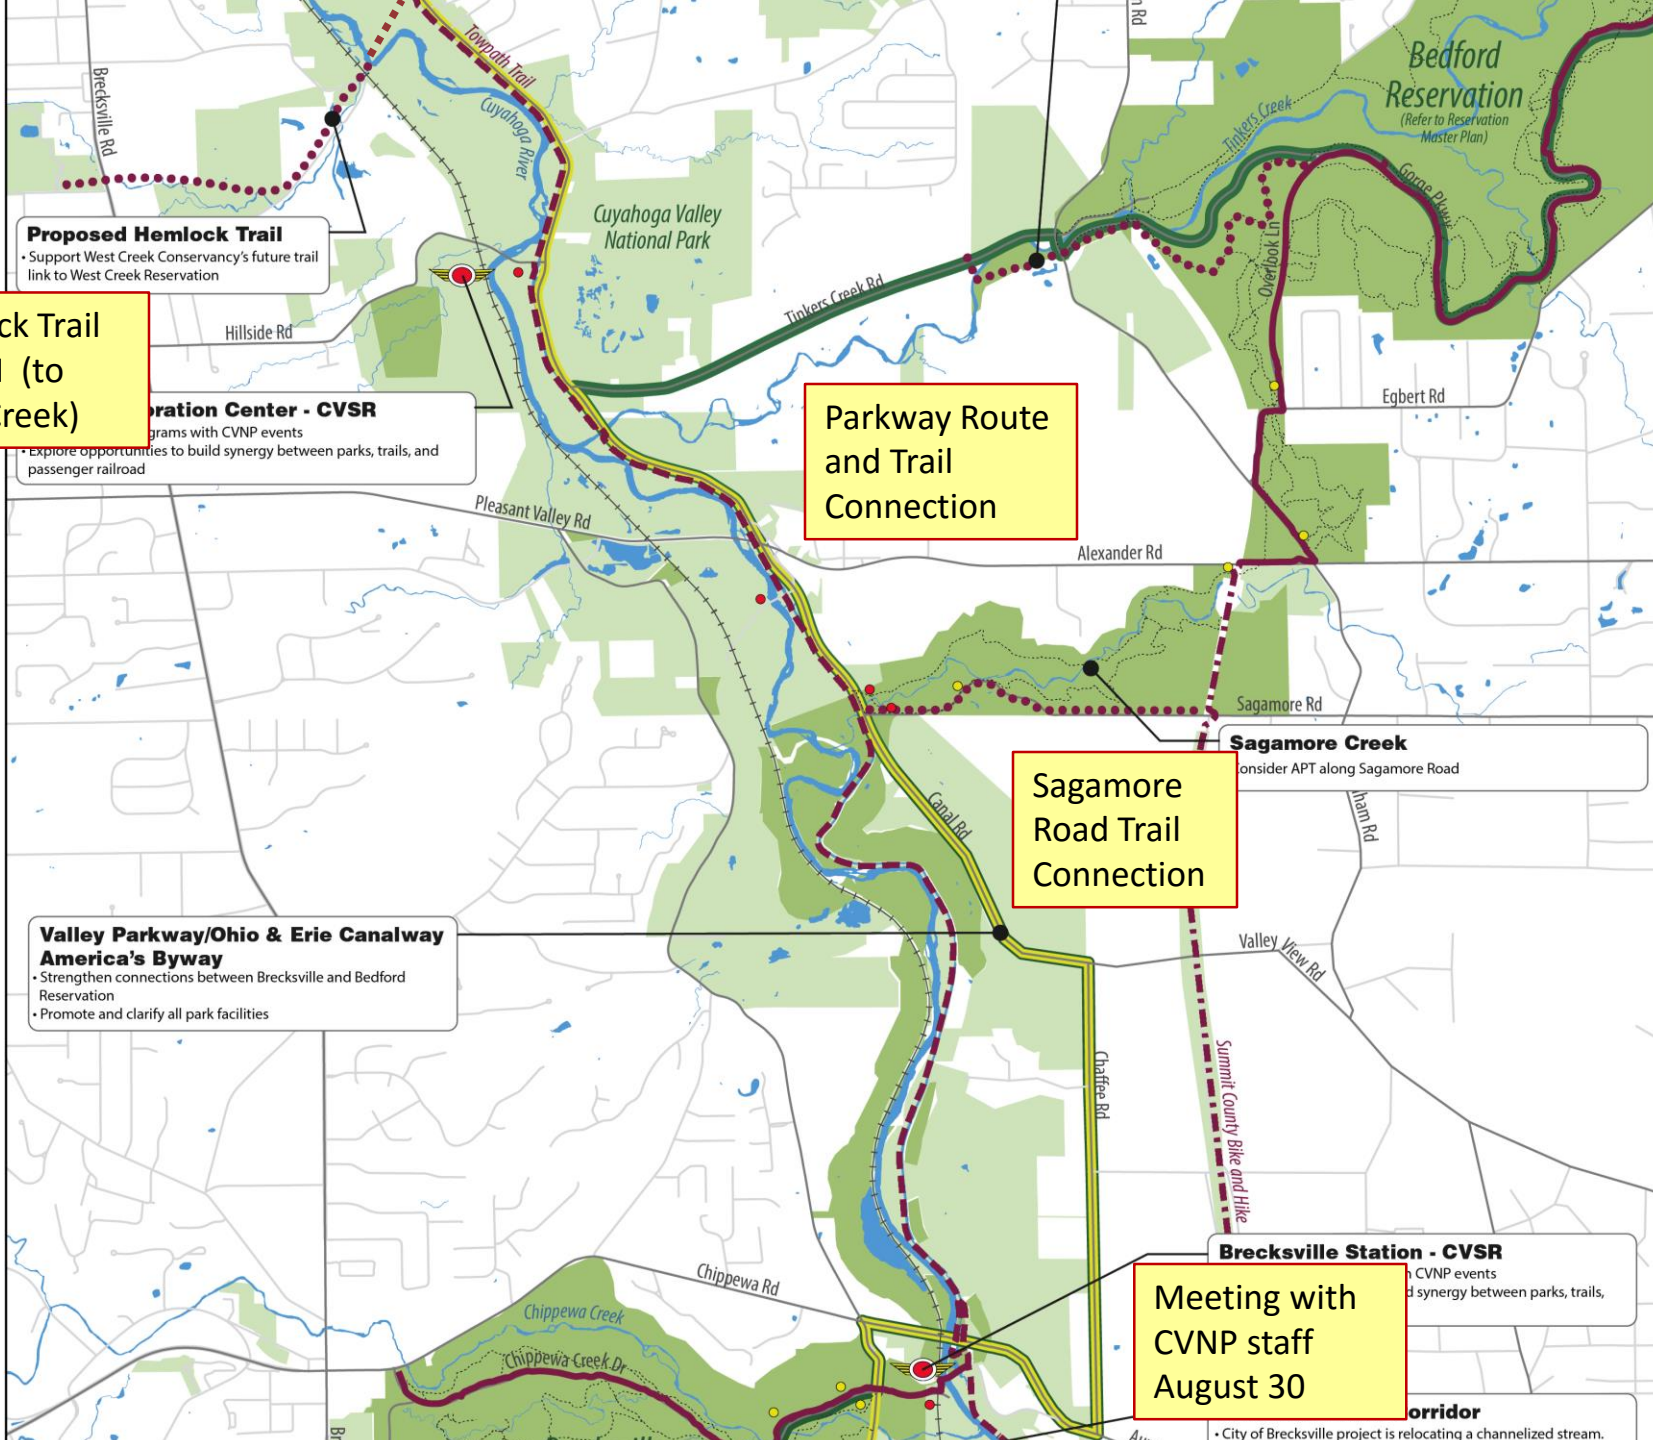 Towpath Trail
Cuyahoga River
Brecksville Rd
Rd
Bedford
Reservation
(Refer to Reservation
Master Plan)
Tinkers Creek
Gorge Pkwy
Overlook Ln
Proposed Hemlock Trail
• Support West Creek Conservancy's future trail
link to West Creek Reservation
Cuyahoga Valley
National Park
Tinkers Creek Rd
Hillside Rd
ck Trail
(to
Creek)
oration Center - CVSR
grams with CVNP events
• Explore opportunities to build synergy between parks, trails, and
passenger railroad
Parkway Route
and Trail
Connection
Egbert Rd
Pleasant Valley Rd
Alexander Rd
Sagamore Rd
Sagamore Creek
onsider APT along Sagamore Road
Sagamore
Road Trail
Connection
Canal Rd
ham Rd
Valley Parkway/Ohio & Erie Canalway
America's Byway
• Strengthen connections between Brecksville and Bedford
Reservation
• Promote and clarify all park facilities
Valley View Rd
Chaffee Rd
Summit County Bike and Hike
Brecksville Station - CVSR
CVNP events
d synergy between parks, trails,
Meeting with
CVNP staff
August 30
Chippewa Rd
Chippewa Creek
Chippewa Creek Dr
Br
orridor
• City of Brecksville project is relocating a channelized stream.